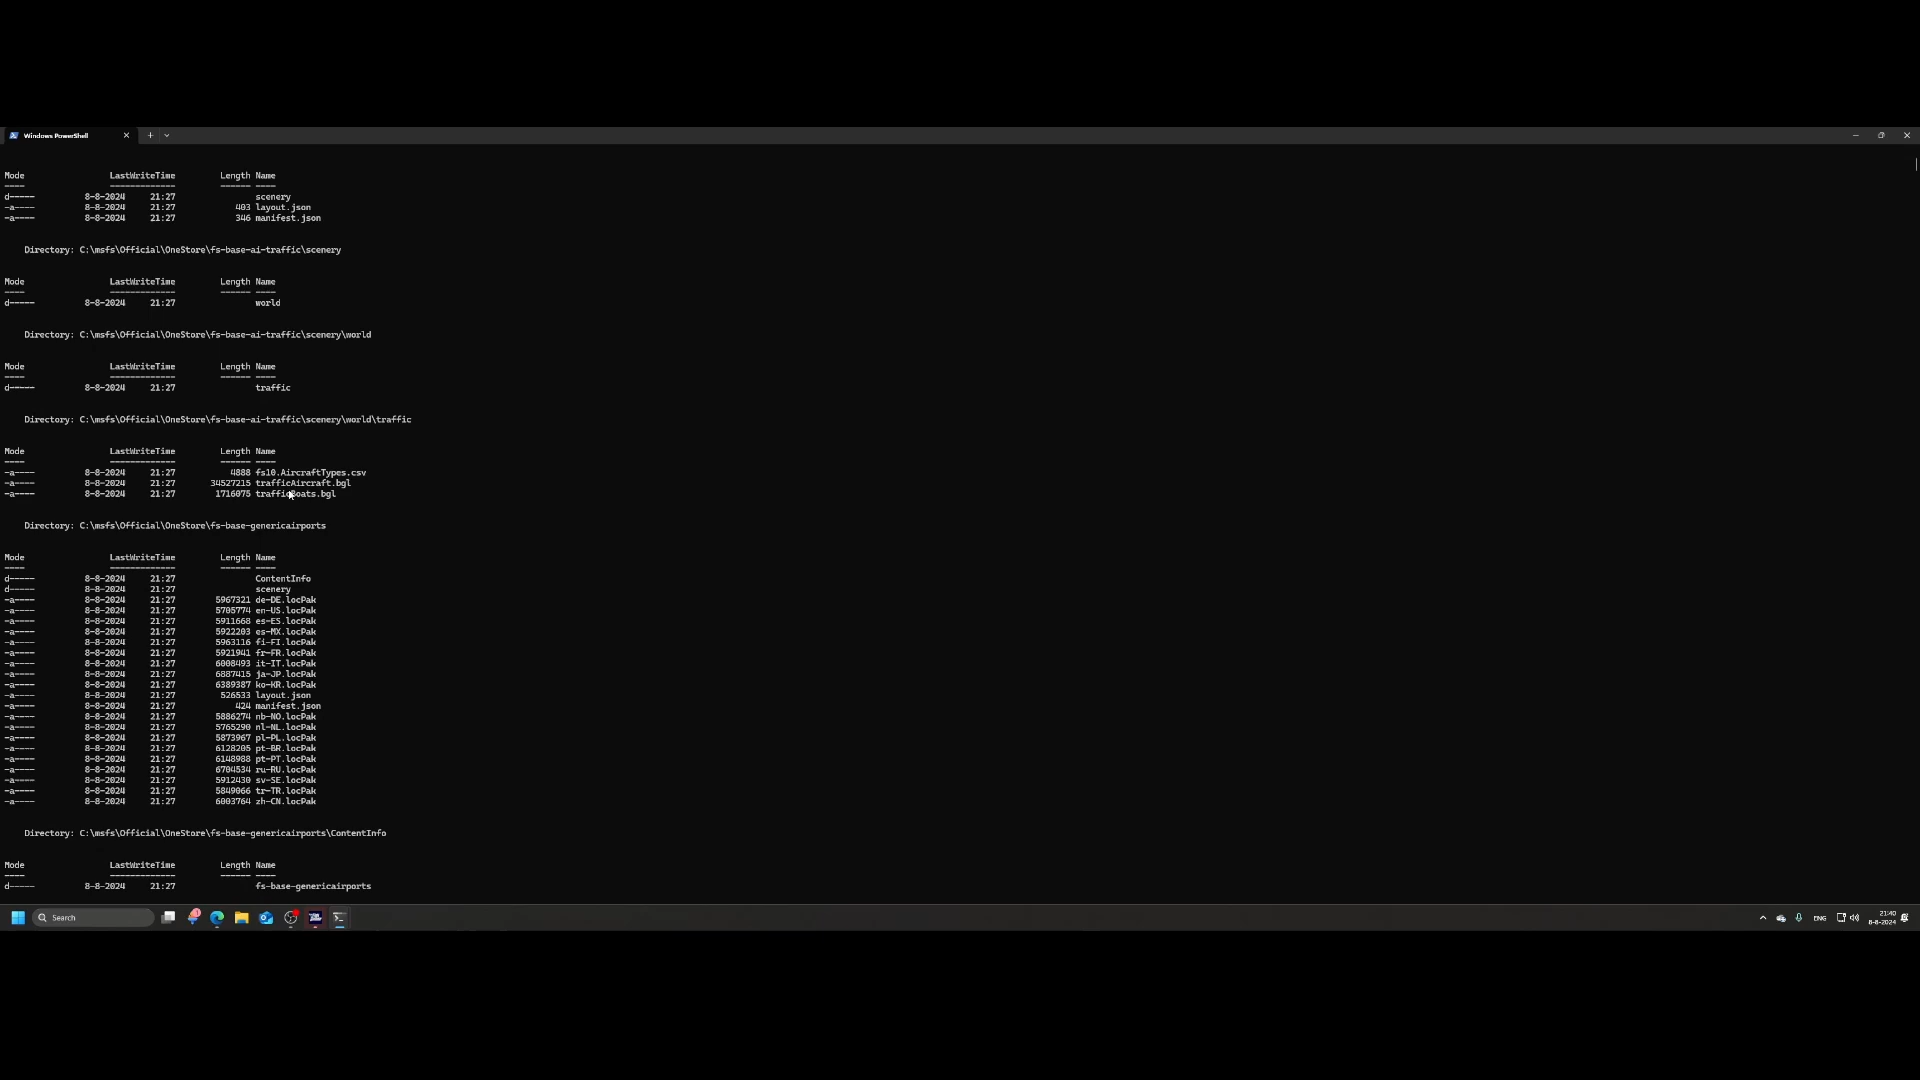 Windows PowerShell
Mode LastWriteTime Length Name
---- ------------- ------ ----
d----- 8-8-2024 21:27 scenery
-a---- 8-8-2024 21:27 403 layout.json
-a---- 8-8-2024 21:27 346 manifest.json
Directory: C:\msfs\Official\OneStore\fs-base-ai-traffic\scenery
Mode LastWriteTime Length Name
---- ------------- ------ ----
d----- 8-8-2024 21:27 world
Directory: C:\msfs\Official\OneStore\fs-base-ai-traffic\scenery\world
Mode LastWriteTime Length Name
---- ------------- ------ ----
d----- 8-8-2024 21:27 traffic
Directory: C:\msfs\Official\OneStore\fs-base-ai-traffic\scenery\world\traffic
Mode LastWriteTime Length Name
---- ------------- ------ ----
-a---- 8-8-2024 21:27 4888 fs10.AircraftTypes.csv
-a---- 8-8-2024 21:27 34527215 trafficAircraft.bgl
-a---- 8-8-2024 21:27 1716075 trafficBoats.bgl
Directory: C:\msfs\Official\OneStore\fs-base-genericairports
Mode LastWriteTime Length Name
---- ------------- ------ ----
d----- 8-8-2024 21:27 ContentInfo
d----- 8-8-2024 21:27 scenery
-a---- 8-8-2024 21:27 5967321 de-DE.locPak
-a---- 8-8-2024 21:27 5705774 en-US.locPak
-a---- 8-8-2024 21:27 5911668 es-ES.locPak
-a---- 8-8-2024 21:27 5922203 es-MX.locPak
-a---- 8-8-2024 21:27 5963116 fi-FI.locPak
-a---- 8-8-2024 21:27 5921941 fr-FR.locPak
-a---- 8-8-2024 21:27 6008493 it-IT.locPak
-a---- 8-8-2024 21:27 6887415 ja-JP.locPak
-a---- 8-8-2024 21:27 6389387 ko-KR.locPak
-a---- 8-8-2024 21:27 526533 layout.json
-a---- 8-8-2024 21:27 424 manifest.json
-a---- 8-8-2024 21:27 5886274 nb-NO.locPak
-a---- 8-8-2024 21:27 5765290 nl-NL.locPak
-a---- 8-8-2024 21:27 5873967 pl-PL.locPak
-a---- 8-8-2024 21:27 6128205 pt-BR.locPak
-a---- 8-8-2024 21:27 6148988 pt-PT.locPak
-a---- 8-8-2024 21:27 6704534 ru-RU.locPak
-a---- 8-8-2024 21:27 5912430 sv-SE.locPak
-a---- 8-8-2024 21:27 5849066 tr-TR.locPak
-a---- 8-8-2024 21:27 6003764 zh-CN.locPak
Directory: C:\msfs\Official\OneStore\fs-base-genericairports\ContentInfo
Mode LastWriteTime Length Name
---- ------------- ------ ----
d----- 8-8-2024 21:27 fs-base-genericairports
Search
ENG
21:40
8-8-2024